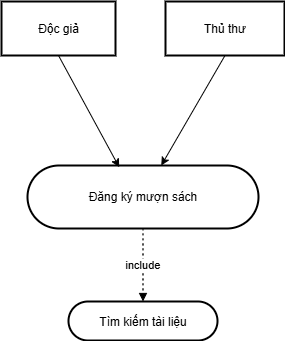 Độc giả
Thủ thư
Đăng ký mượn sách
include
Tìm kiếm tài liệu